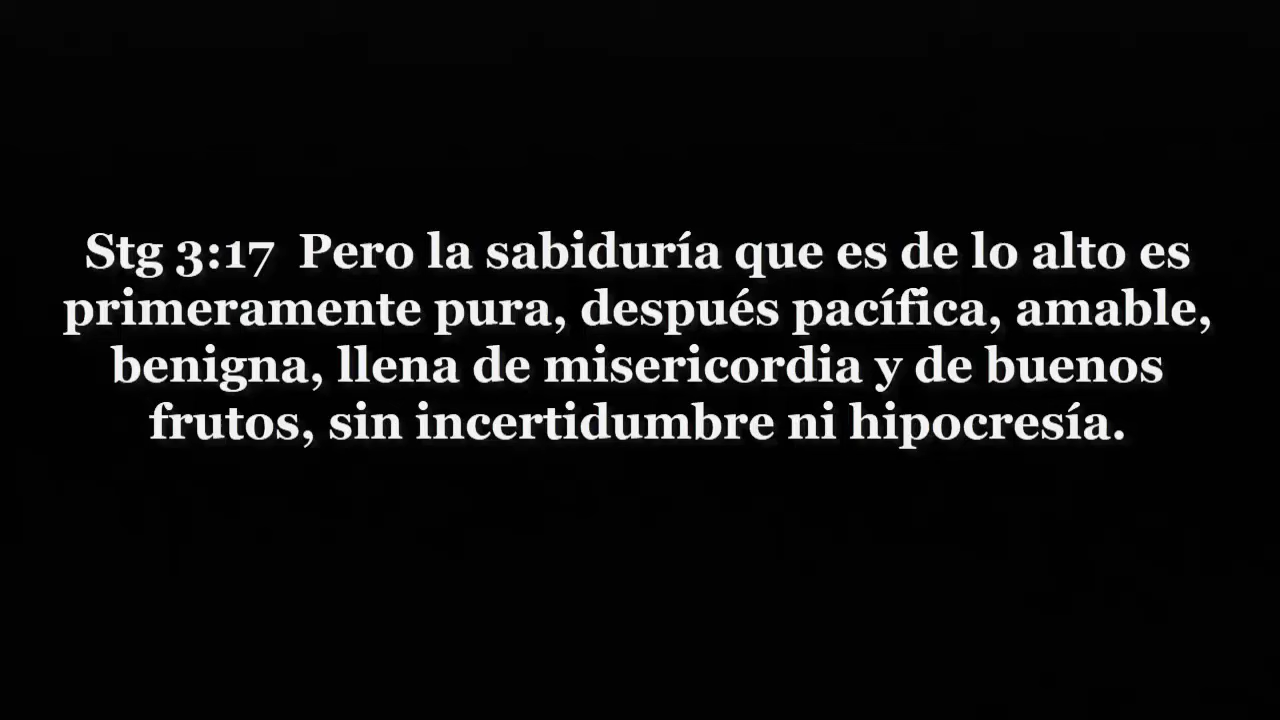 Stg 3:17  Pero la sabiduría que es de lo alto es
primeramente pura, después pacífica, amable,
benigna, llena de misericordia y de buenos
frutos, sin incertidumbre ni hipocresía.